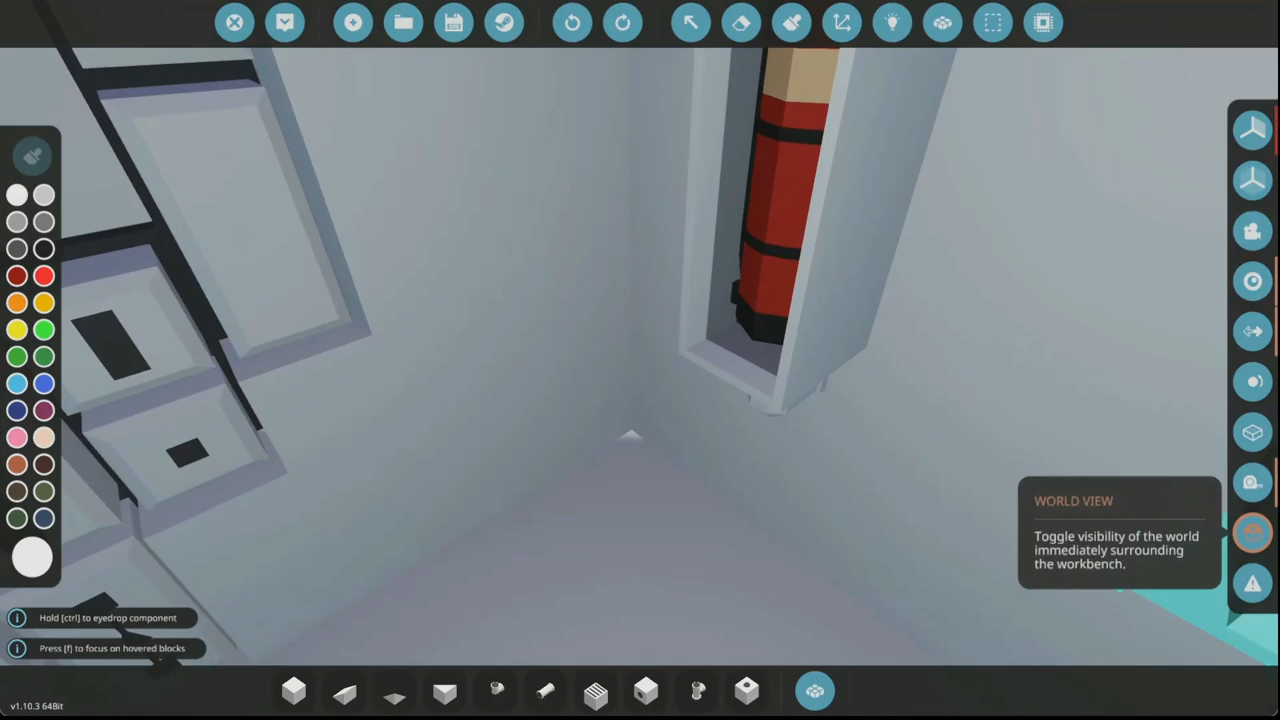 WORLD VIEW
Toggle visibility of the world
immediately surrounding
the workbench.
Hold [ctrl] to eyedrop component
Press [f] to focus on hovered blocks
v1.10.3 64Bit